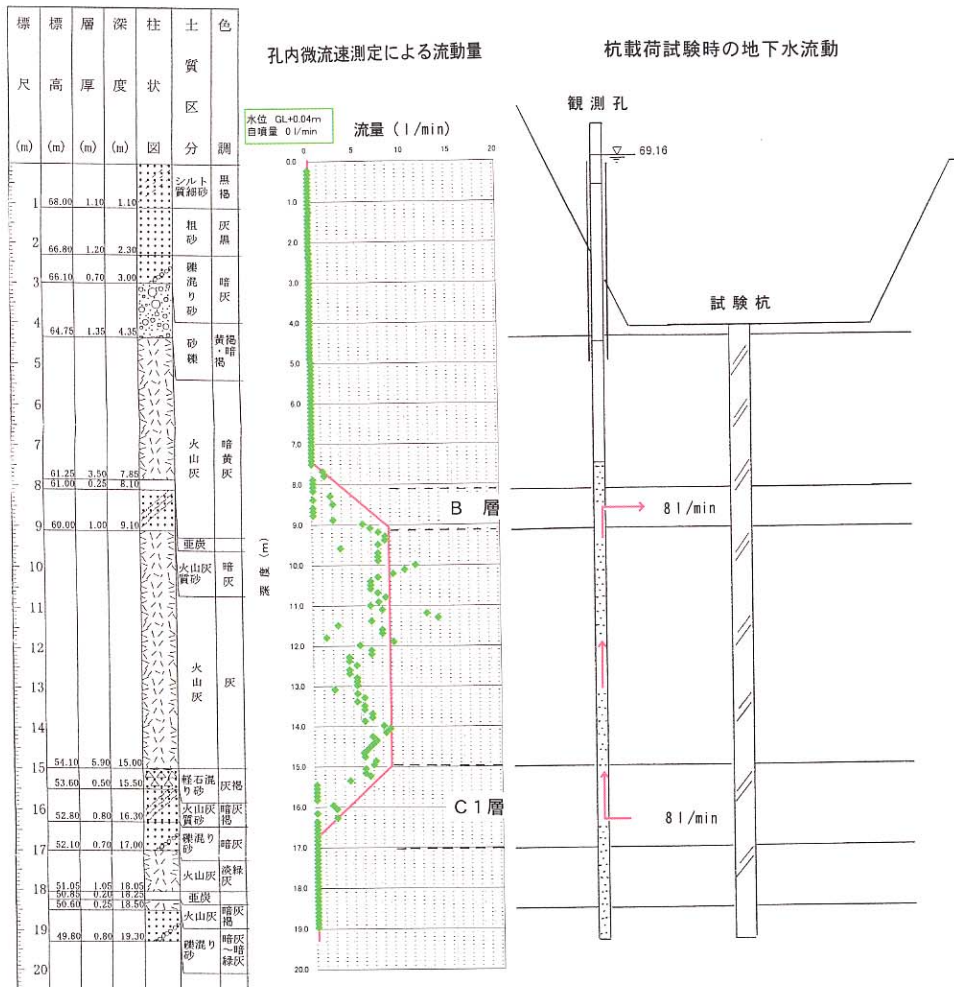 標尺(m)
標高(m)
層厚(m)
深度(m)
柱状図
土質区分
色調
1
2
3
4
5
6
7
8
9
10
11
12
13
14
15
16
17
18
19
20
68.00 1.10 1.10
66.80 1.20 2.30
66.10 0.70 3.00
64.75 1.35 4.35
61.25 3.50 7.85
61.00 0.25 8.10
60.00 1.00 9.10
54.10 5.90 15.00
53.60 0.50 15.50
52.80 0.80 16.30
52.10 0.70 17.00
51.05 1.05 18.05
50.85 0.20 18.25
50.60 0.25 18.50
49.80 0.80 19.30
シルト質細砂 黒褐
粗砂 灰黒
礫混り砂 暗灰
砂礫 黄褐・暗褐
火山灰 暗黄灰
亜炭
火山灰質砂 暗灰
火山灰 灰
軽石混り砂 灰褐
火山灰質砂 暗灰褐
礫混り砂 暗灰
火山灰 淡緑灰
亜炭
火山灰 暗灰褐
礫混り砂 暗灰～暗緑灰
孔内微流速測定による流動量
水位 GL+0.04m
自噴量 0 l/min
流量 (l/min)
0 5 10 15 20
0.0
1.0
2.0
3.0
4.0
5.0
6.0
7.0
8.0
9.0
10.0
11.0
12.0
13.0
14.0
15.0
16.0
17.0
18.0
19.0
20.0
深度 (m)
B 層
C1層
杭載荷試験時の地下水流動
観測孔
69.16
試験杭
8 l/min
8 l/min